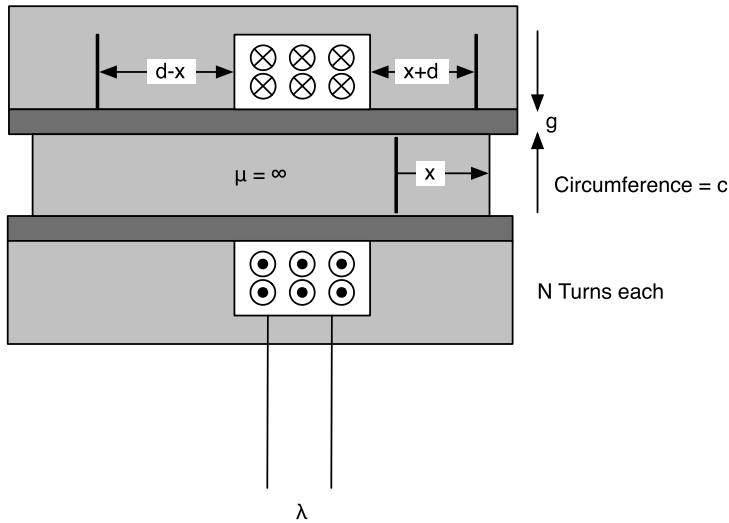 d-x
x+d
g
μ = ∞
x
Circumference = c
N Turns each
λ